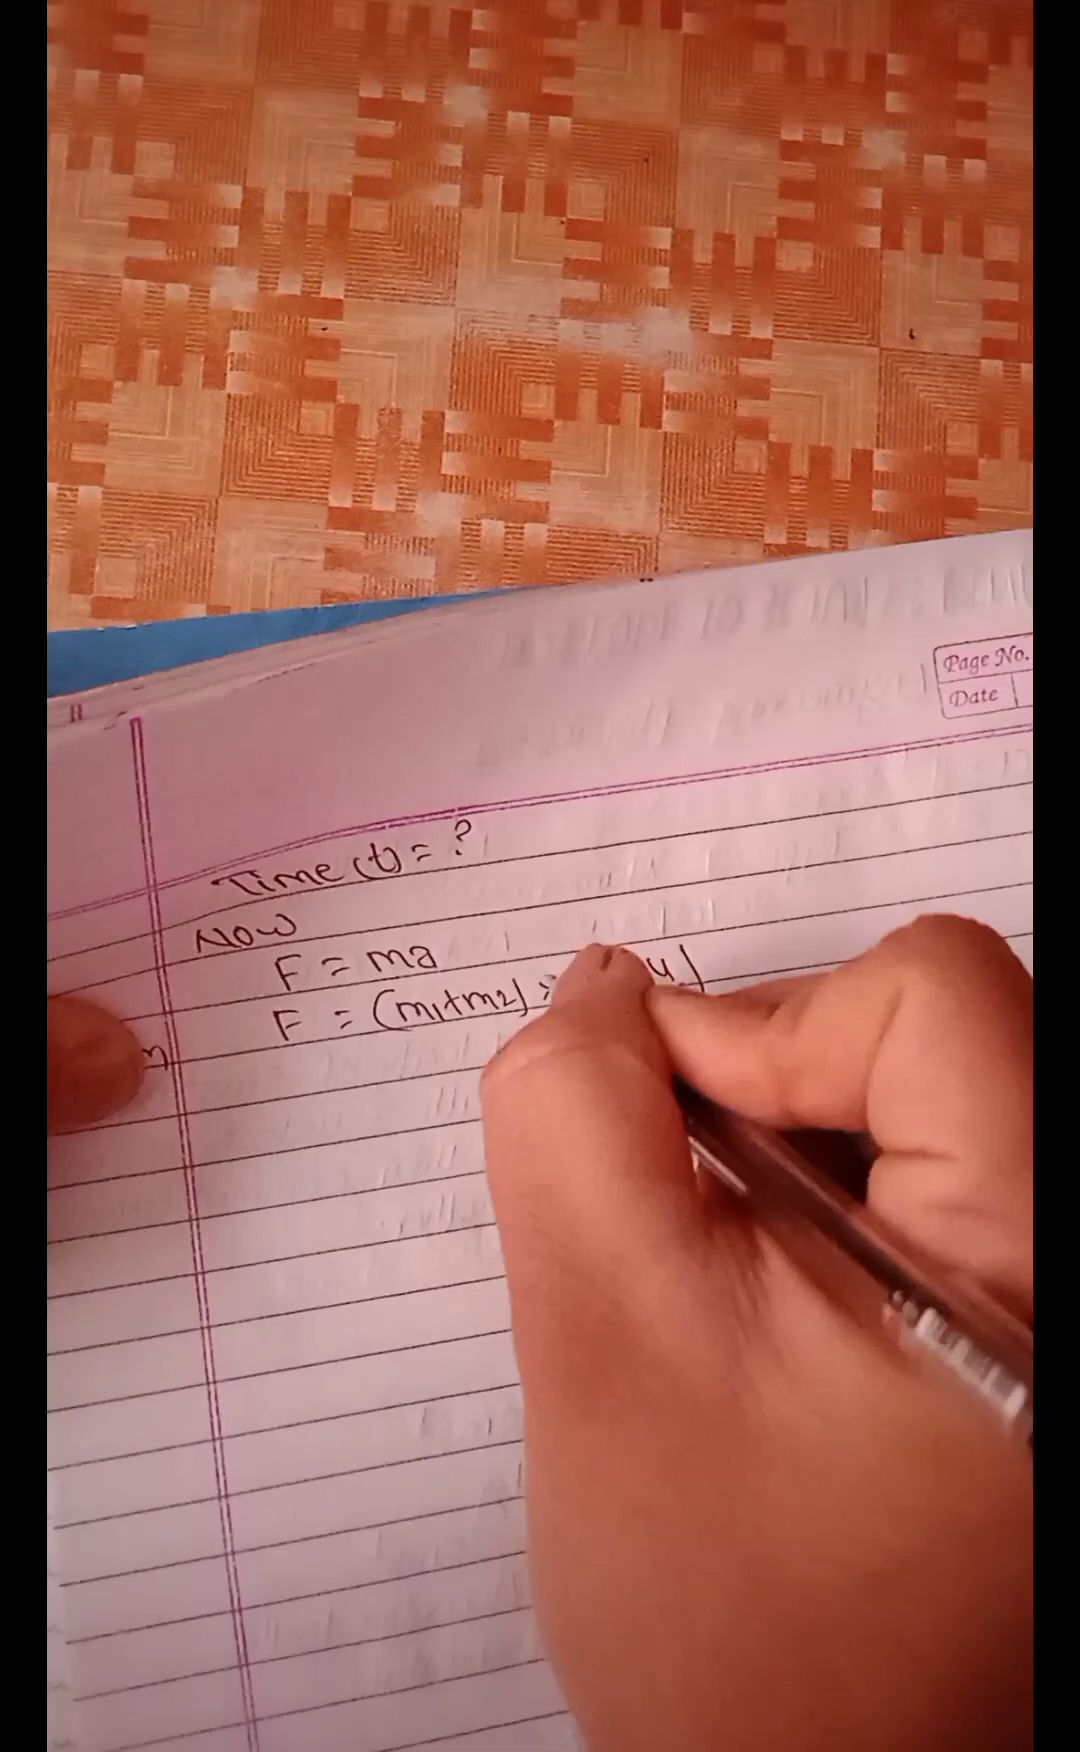 Page No.
Date
Time (t) = ?
Now
F = ma
F = (m1+m2)